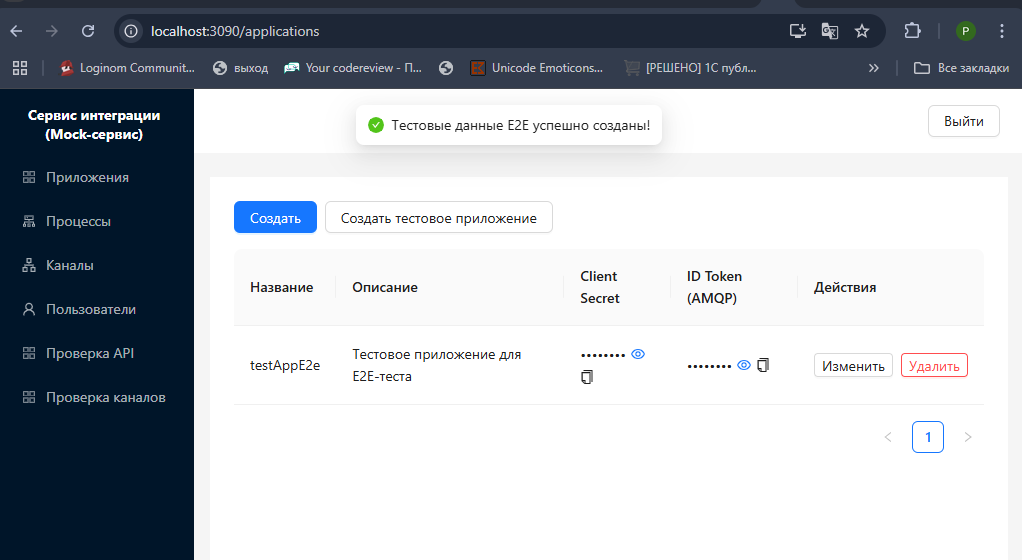 localhost:3090/applications
P
Loginom Communit...
выход
Your codereview - П...
Unicode Emoticons...
[РЕШЕНО] 1С публ...
»
Все закладки
Сервис интеграции
(Mock-сервис)
Приложения
Процессы
Каналы
Пользователи
Проверка API
Проверка каналов
Тестовые данные E2E успешно созданы!
Выйти
Создать
Создать тестовое приложение
Название
Описание
Client
Secret
ID Token
(AMQP)
Действия
testAppE2e
Тестовое приложение для
E2E-теста
••••••••
••••••••
Изменить
Удалить
< 1 >